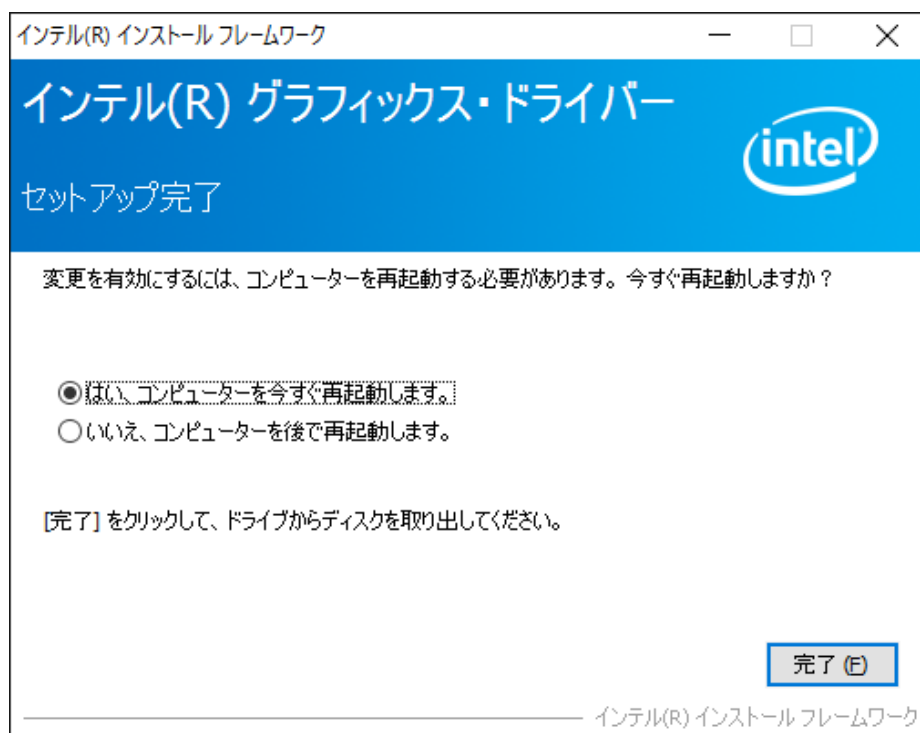 インテル(R) インストール フレームワーク
インテル(R) グラフィックス・ドライバー
intel
セットアップ完了
変更を有効にするには、コンピューターを再起動する必要があります。今すぐ再起動しますか？
はい、コンピューターを今すぐ再起動します。
いいえ、コンピューターを後で再起動します。
[完了] をクリックして、ドライブからディスクを取り出してください。
完了 (F)
インテル(R) インストール フレームワーク